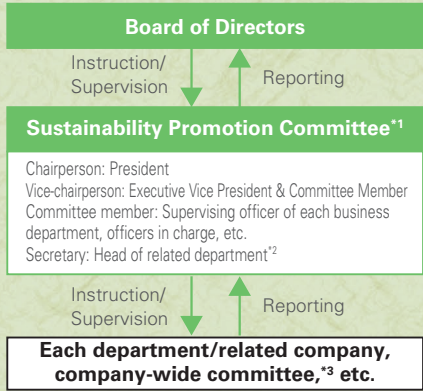 Board of Directors
Instruction/
Supervision
Reporting
Sustainability Promotion Committee*1
Chairperson: President
Vice-chairperson: Executive Vice President & Committee Member
Committee member: Supervising officer of each business
department, officers in charge, etc.
Secretary: Head of related department*2
Instruction/
Supervision
Reporting
Each department/related company,
company-wide committee,*3 etc.